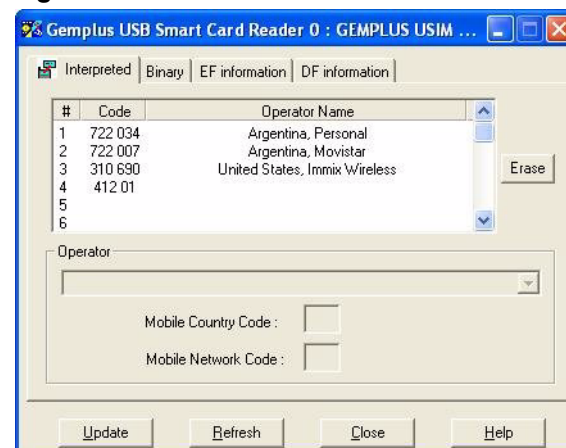 Gemplus USB Smart Card Reader 0 : GEMPLUS USIM ...
Interpreted Binary EF information DF information
# Code Operator Name
1 722 034 Argentina, Personal
2 722 007 Argentina, Movistar
3 310 690 United States, Immix Wireless
4 412 01
5
6
Erase
Operator
Mobile Country Code :
Mobile Network Code :
Update Refresh Close Help